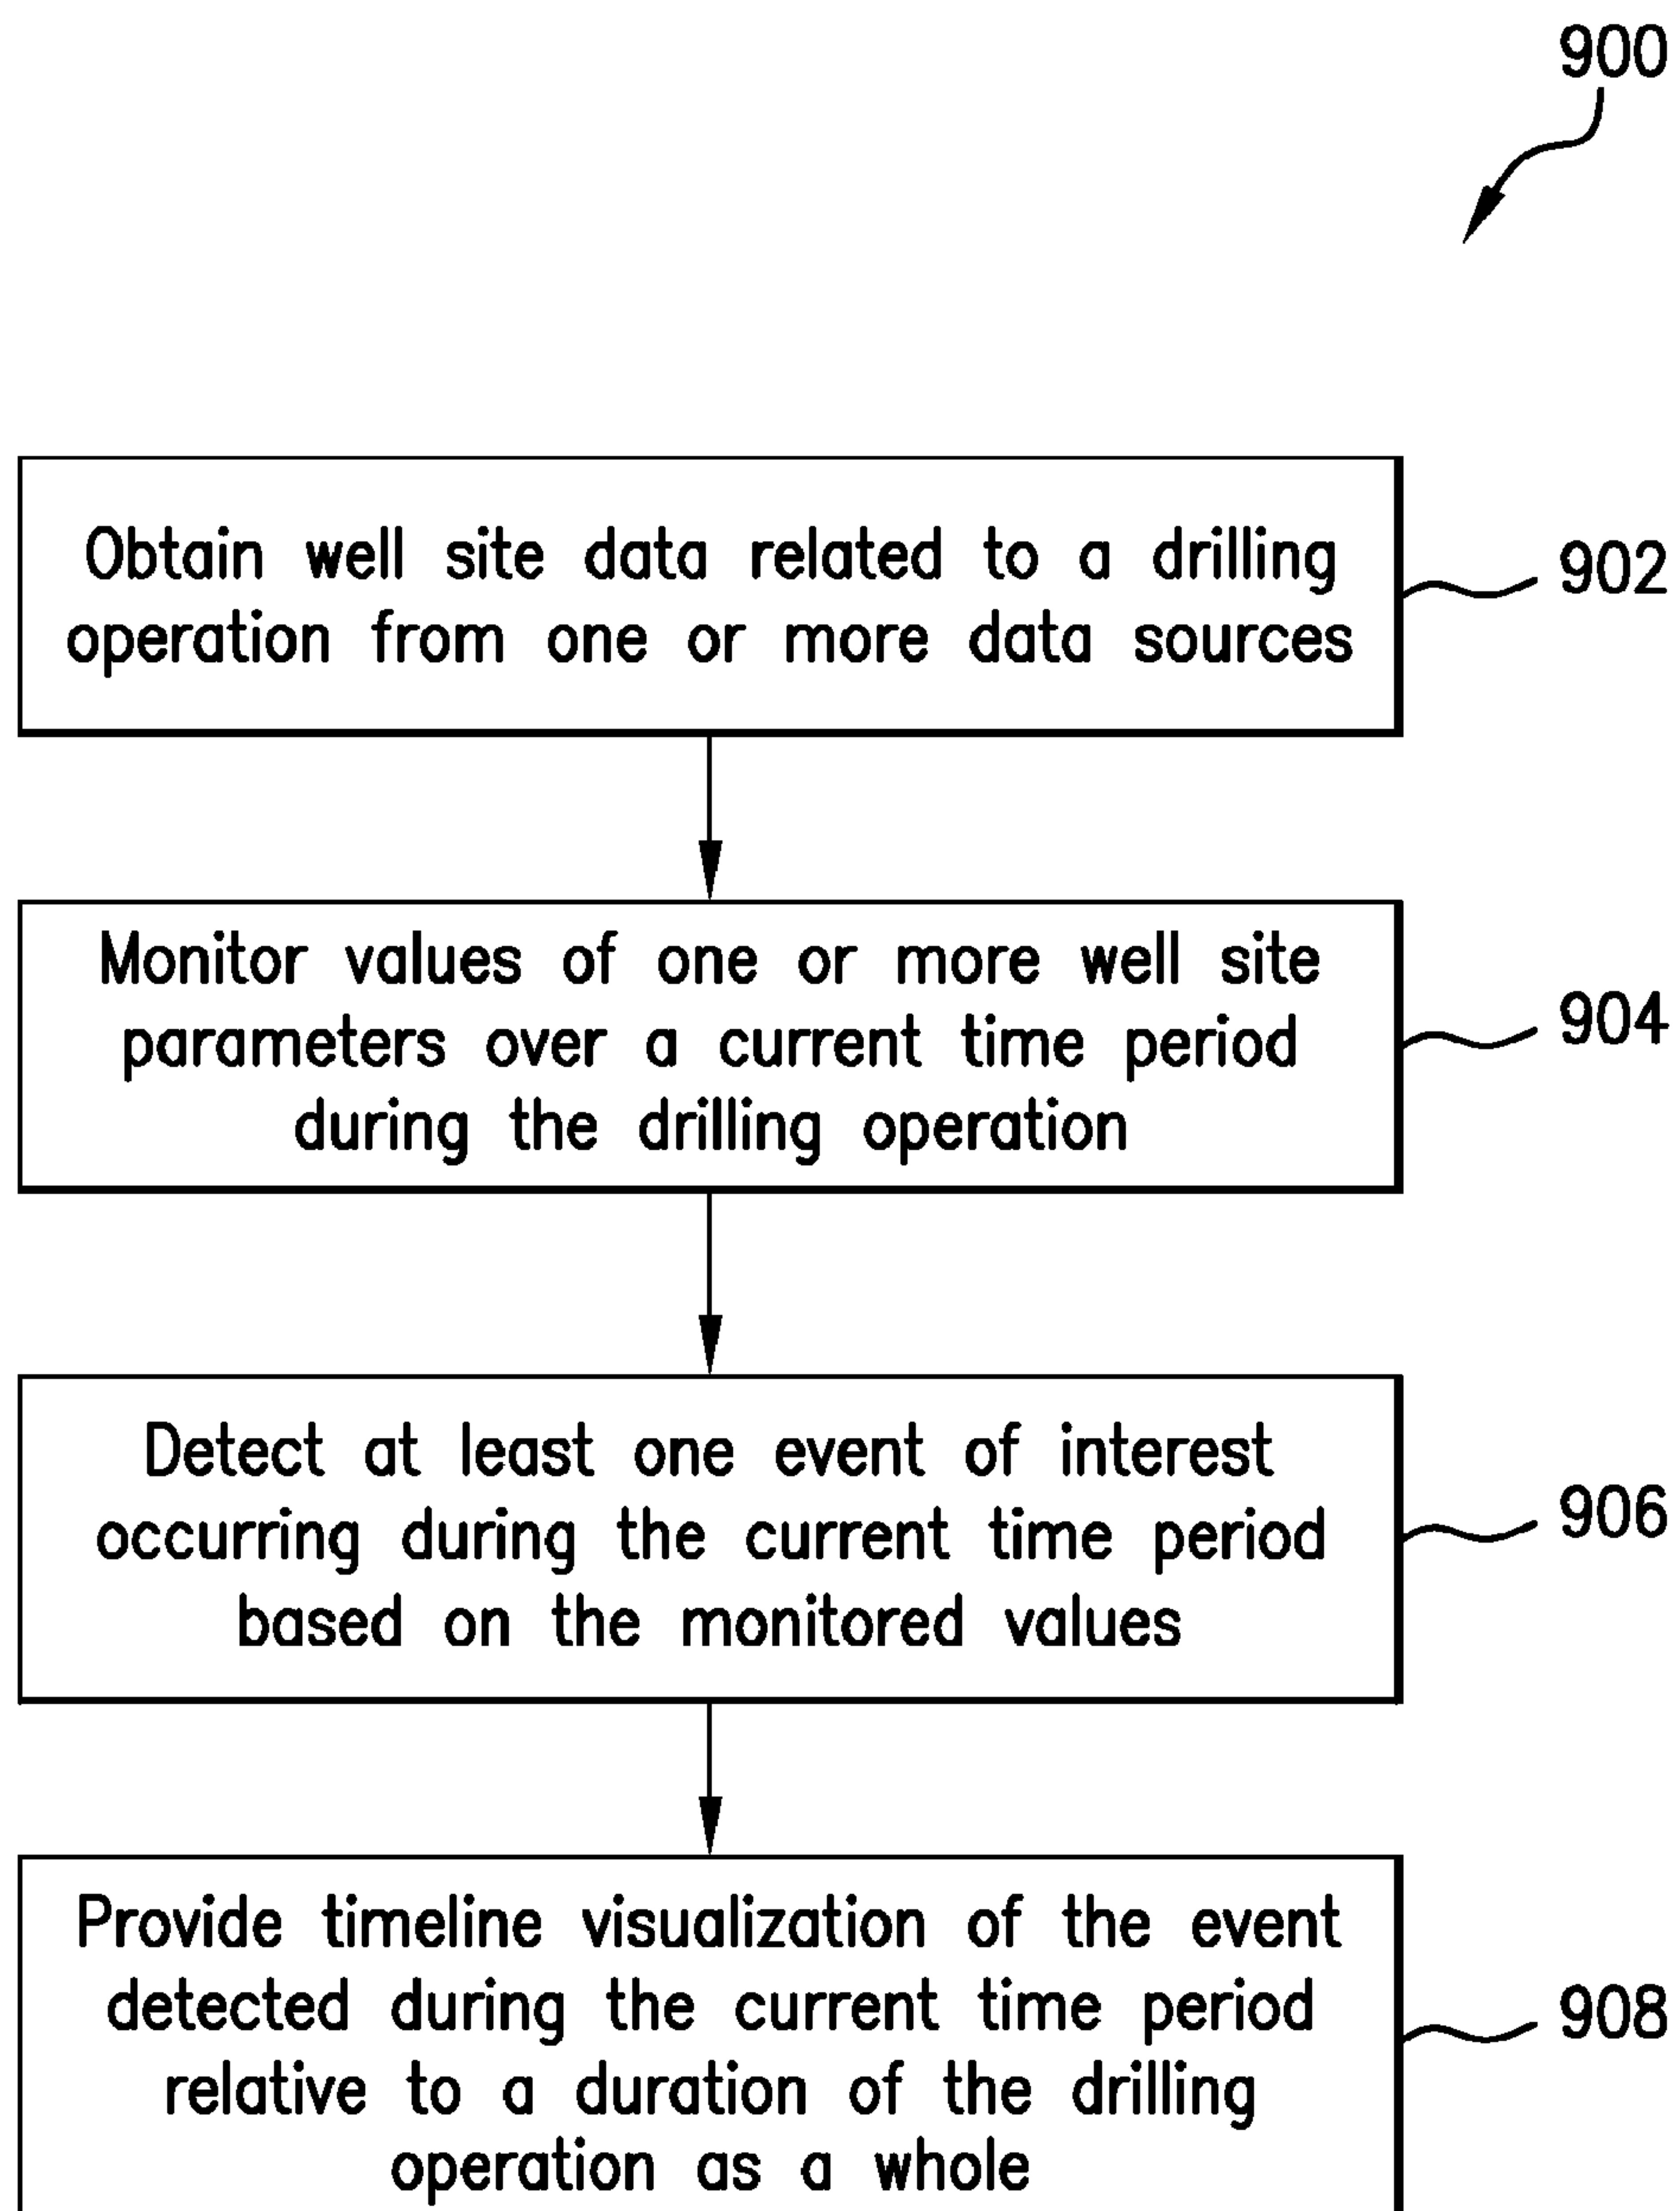 900
Obtain well site data related to a drilling
operation from one or more data sources
902
Monitor values of one or more well site
parameters over a current time period
during the drilling operation
904
Detect at least one event of interest
occurring during the current time period
based on the monitored values
906
Provide timeline visualization of the event
detected during the current time period
relative to a duration of the drilling
operation as a whole
908